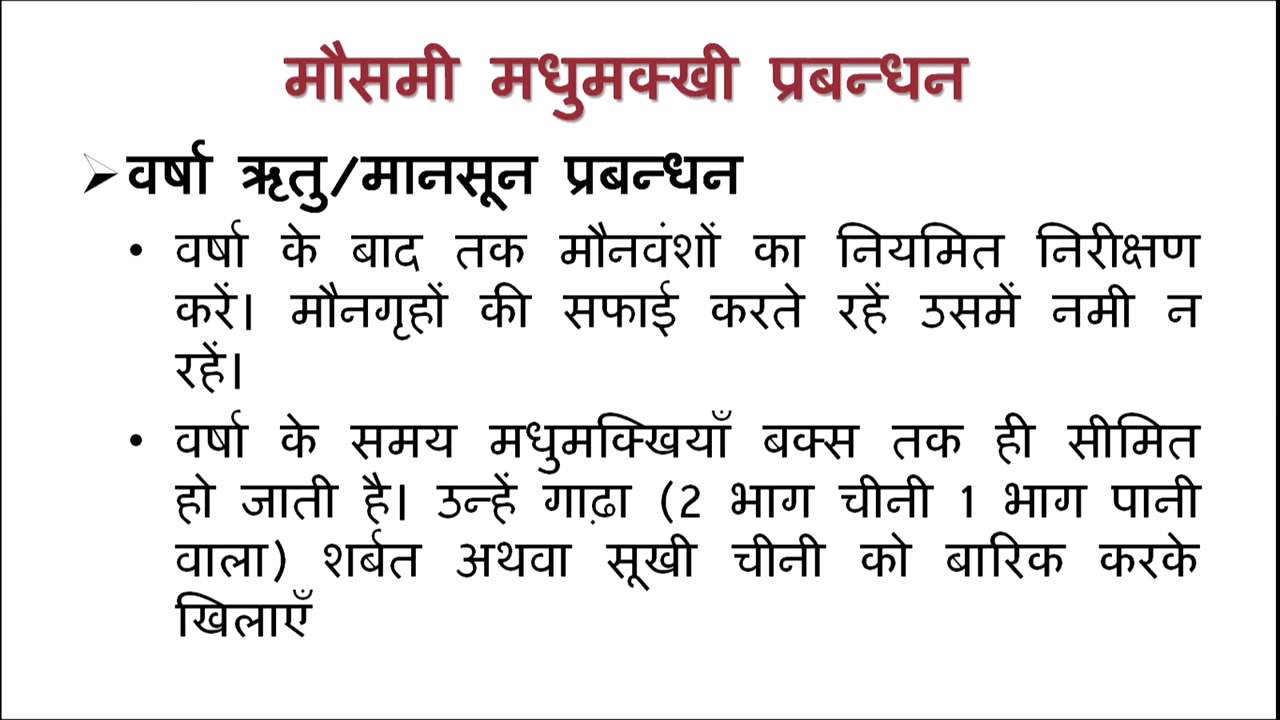 मौसमी मधुमक्खी प्रबन्धन
वर्षा ऋतु/मानसून प्रबन्धन
• वर्षा के बाद तक मौनवंशों का नियमित निरीक्षण
करें। मौनगृहों की सफाई करते रहें उसमें नमी न
रहें।
• वर्षा के समय मधुमक्खियाँ बक्स तक ही सीमित
हो जाती है। उन्हें गाढ़ा (2 भाग चीनी 1 भाग पानी
वाला) शर्बत अथवा सूखी चीनी को बारिक करके
खिलाएँ